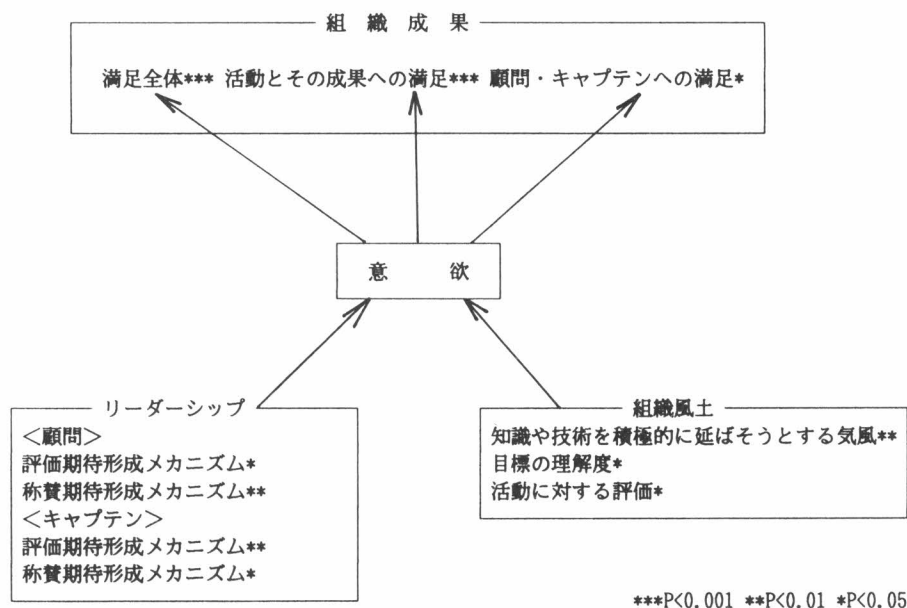 組織成果
満足全体*** 活動とその成果への満足*** 顧問・キャプテンへの満足*
意欲
リーダーシップ
<顧問>
評価期待形成メカニズム*
称賛期待形成メカニズム**
<キャプテン>
評価期待形成メカニズム**
称賛期待形成メカニズム*
組織風土
知識や技術を積極的に延ばそうとする気風**
目標の理解度*
活動に対する評価*
***P<0.001 **P<0.01 *P<0.05